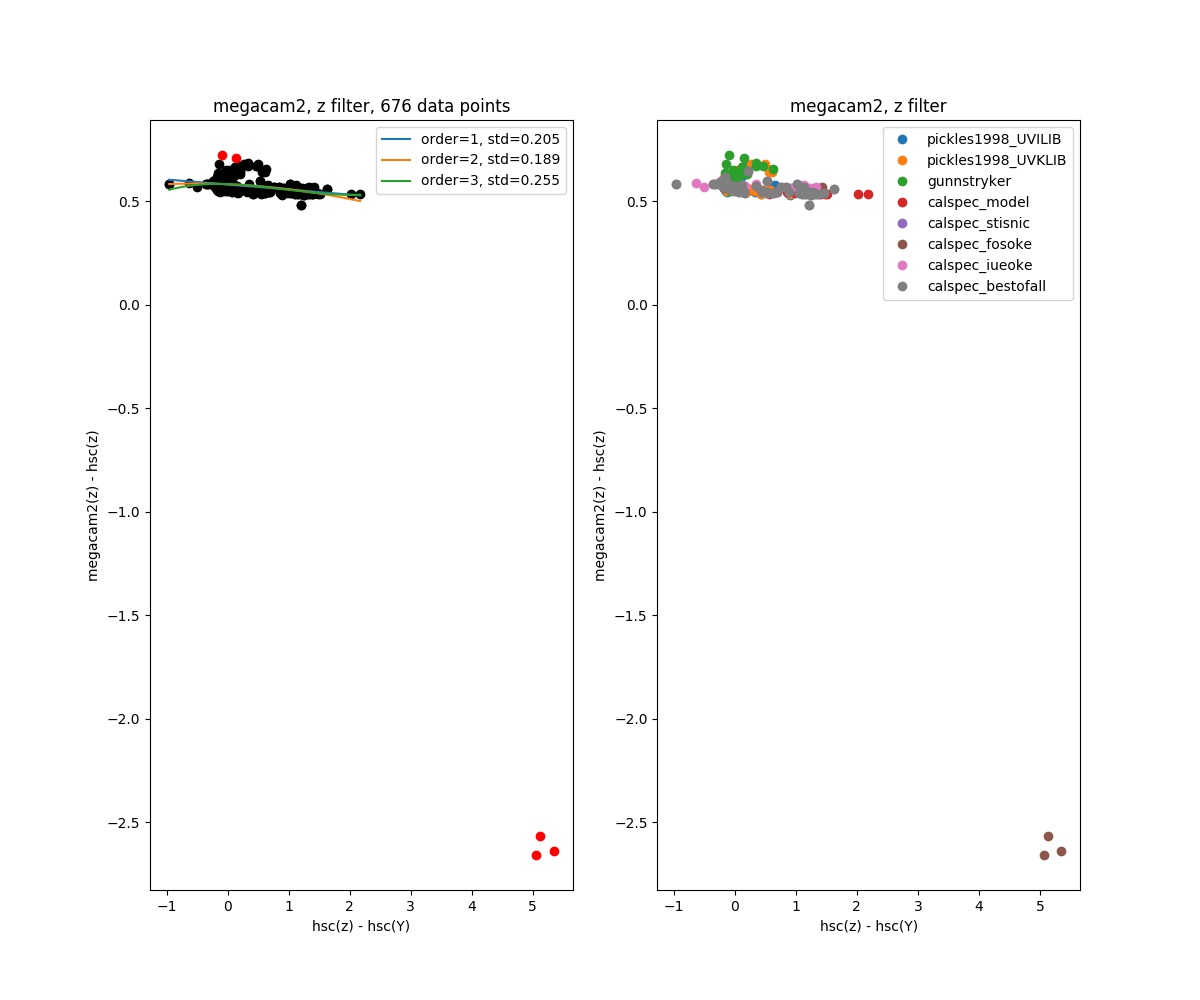 megacam2, z filter, 676 data points
order=1, std=0.205
order=2, std=0.189
order=3, std=0.255
0.5
0.0
−0.5
−1.0
−1.5
−2.0
−2.5
megacam2(z) - hsc(z)
−1
0
1
2
3
4
5
hsc(z) - hsc(Y)
megacam2, z filter
pickles1998_UVILIB
pickles1998_UVKLIB
gunnstryker
calspec_model
calspec_stisnic
calspec_fosoke
calspec_iueoke
calspec_bestofall
0.5
0.0
−0.5
−1.0
−1.5
−2.0
−2.5
megacam2(z) - hsc(z)
−1
0
1
2
3
4
5
hsc(z) - hsc(Y)